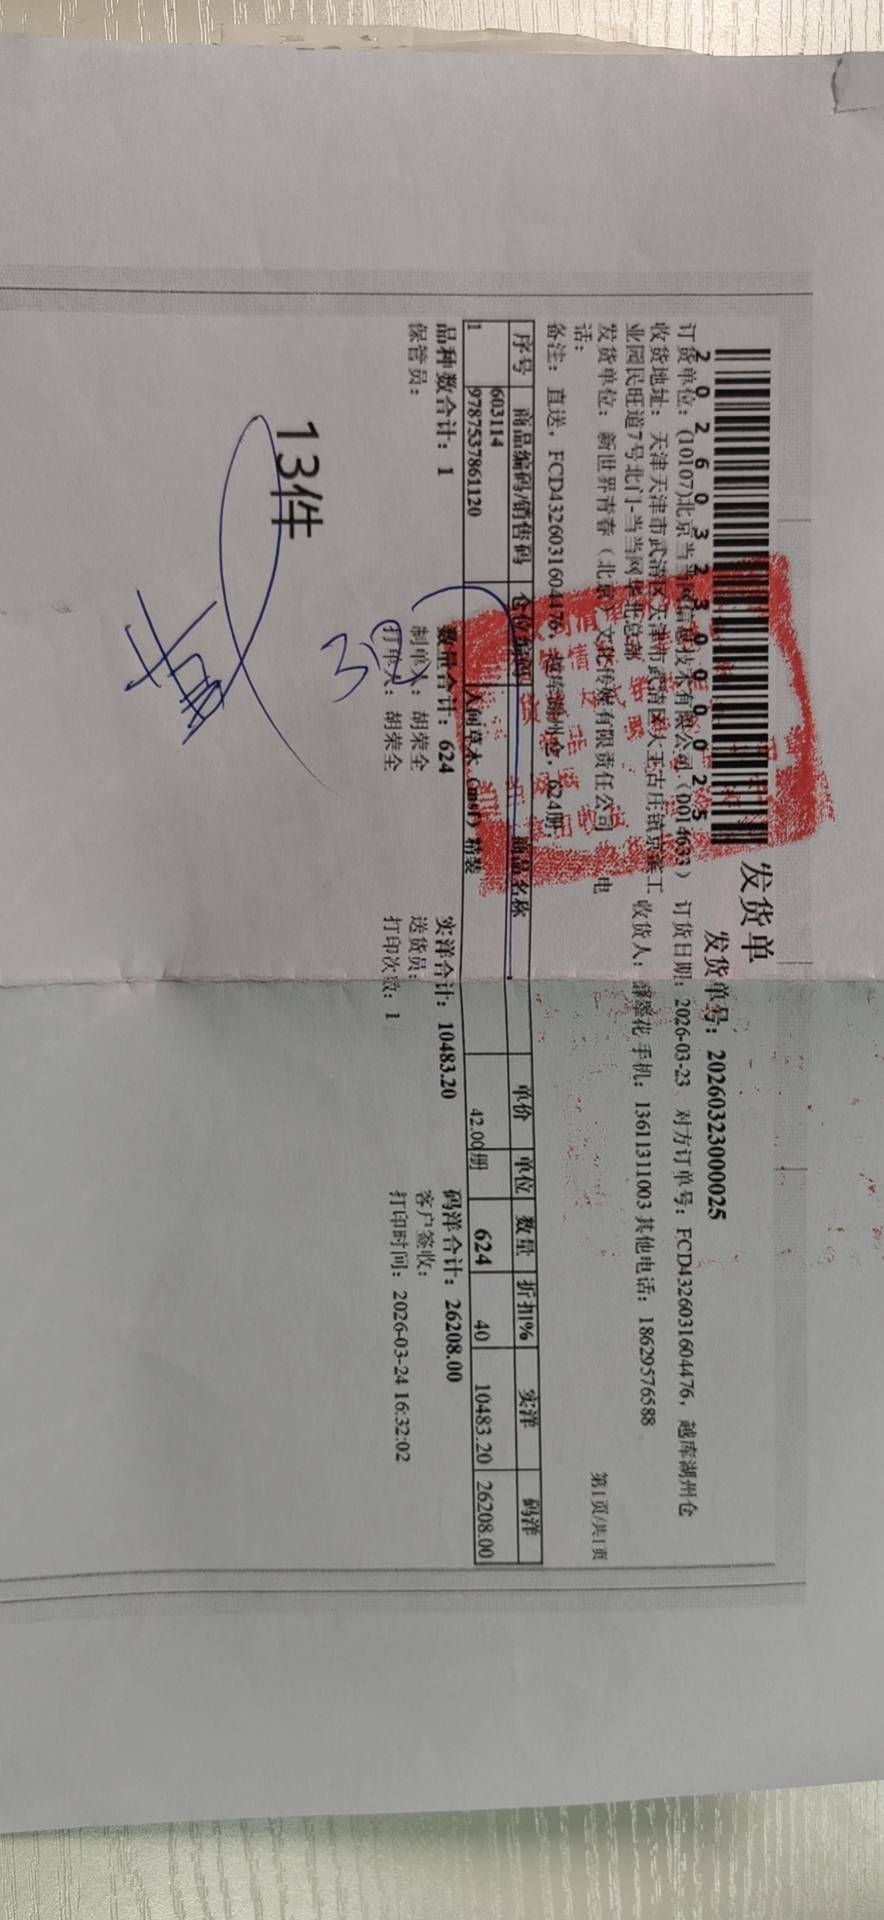 发货单
20260323000025
发货单号：20260323000025
订货单位：(10107)北京当当网信息技术有限公司（0014633） 订货日期：2026-03-23 对方订单号：FCD4326031604476，越库湖州仓
收货地址：天津天津市武清区天津市武清区大王古庄镇京滨工 收货人：薛翠花 手机：13611311003 其他电话：18629576588
业园民旺道7号北门-当当网华北总部
发货单位：新世界青春（北京）文化传媒有限责任公司 电
话：
第1页/共1页
备注：直送，FCD4326031604476，越库湖州仓，624册，
序号 商品编码/销售码 仓位编码 商品名称 单价 单位 数量 折扣% 实洋 码洋
603114
1 9787537861120 人间草木 精装 42.00 册 624 40 10483.20 26208.00
品种数合计：1 数量合计：624 实洋合计：10483.20 码洋合计：26208.00
保管员： 制单人：胡荣全 送货员： 客户签收：
打单人：胡荣全 打印次数：1 打印时间：2026-03-24 16:32:02
13件